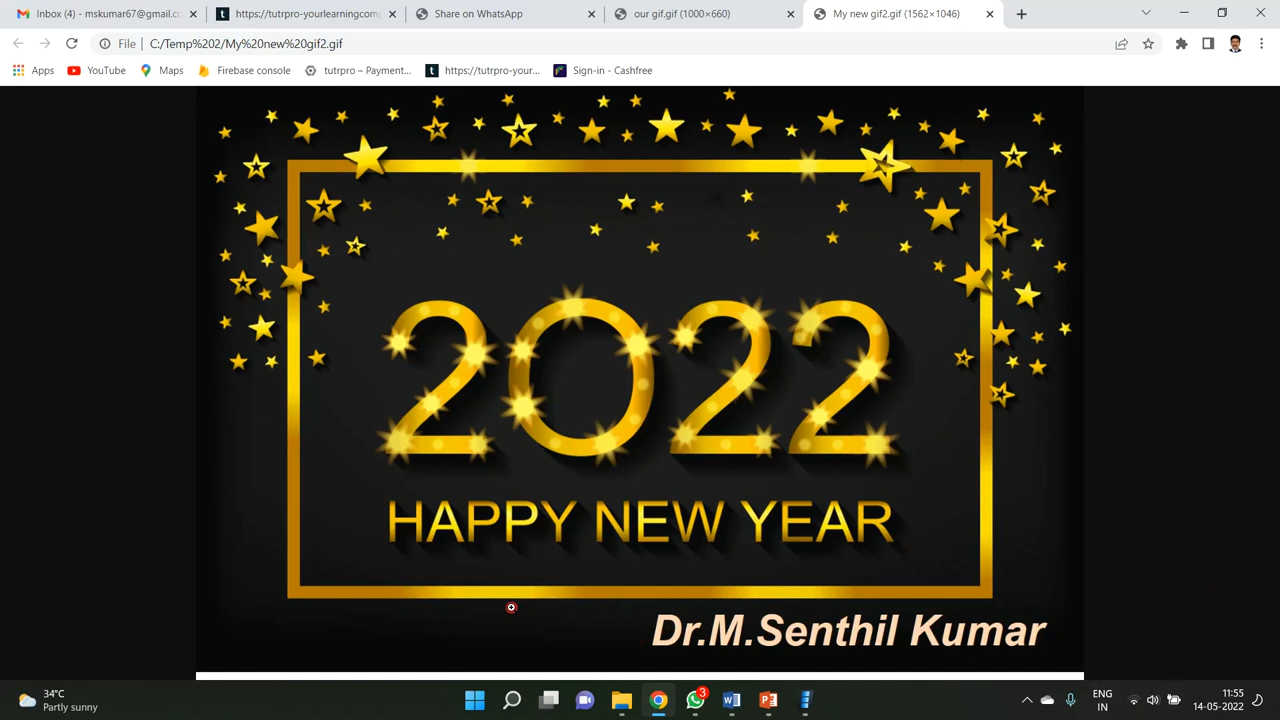 Inbox (4) - mskumar67@gmail.co
https://tutrpro-yourlearningcomp
Share on WhatsApp
our gif.gif (1000×660)
My new gif2.gif (1562×1046)
File
C:/Temp%202/My%20new%20gif2.gif
Apps
YouTube
Maps
Firebase console
tutrpro – Payment...
https://tutrpro-your...
Sign-in - Cashfree
2022
HAPPY NEW YEAR
Dr.M.Senthil Kumar
34°C
Partly sunny
3
ENG
IN
11:55
14-05-2022